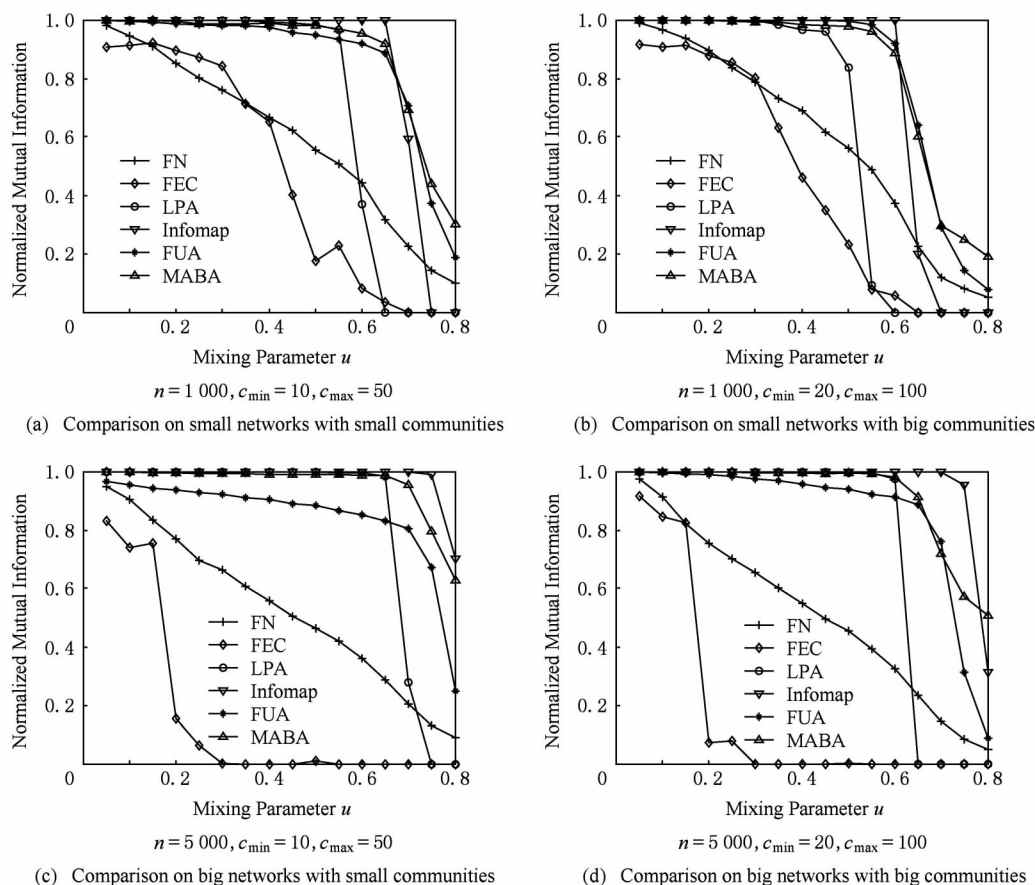 1.0
0.8
0.6
0.4
0.2
0
Normalized Mutual Information
FN
FEC
LPA
Infomap
FUA
MABA
0.2 0.4 0.6 0.8
Mixing Parameter u
n=1 000, c_min=10, c_max=50
(a) Comparison on small networks with small communities
1.0
0.8
0.6
0.4
0.2
0
Normalized Mutual Information
FN
FEC
LPA
Infomap
FUA
MABA
0.2 0.4 0.6 0.8
Mixing Parameter u
n=1 000, c_min=20, c_max=100
(b) Comparison on small networks with big communities
1.0
0.8
0.6
0.4
0.2
0
Normalized Mutual Information
FN
FEC
LPA
Infomap
FUA
MABA
0.2 0.4 0.6 0.8
Mixing Parameter u
n=5 000, c_min=10, c_max=50
(c) Comparison on big networks with small communities
1.0
0.8
0.6
0.4
0.2
0
Normalized Mutual Information
FN
FEC
LPA
Infomap
FUA
MABA
0.2 0.4 0.6 0.8
Mixing Parameter u
n=5 000, c_min=20, c_max=100
(d) Comparison on big networks with big communities